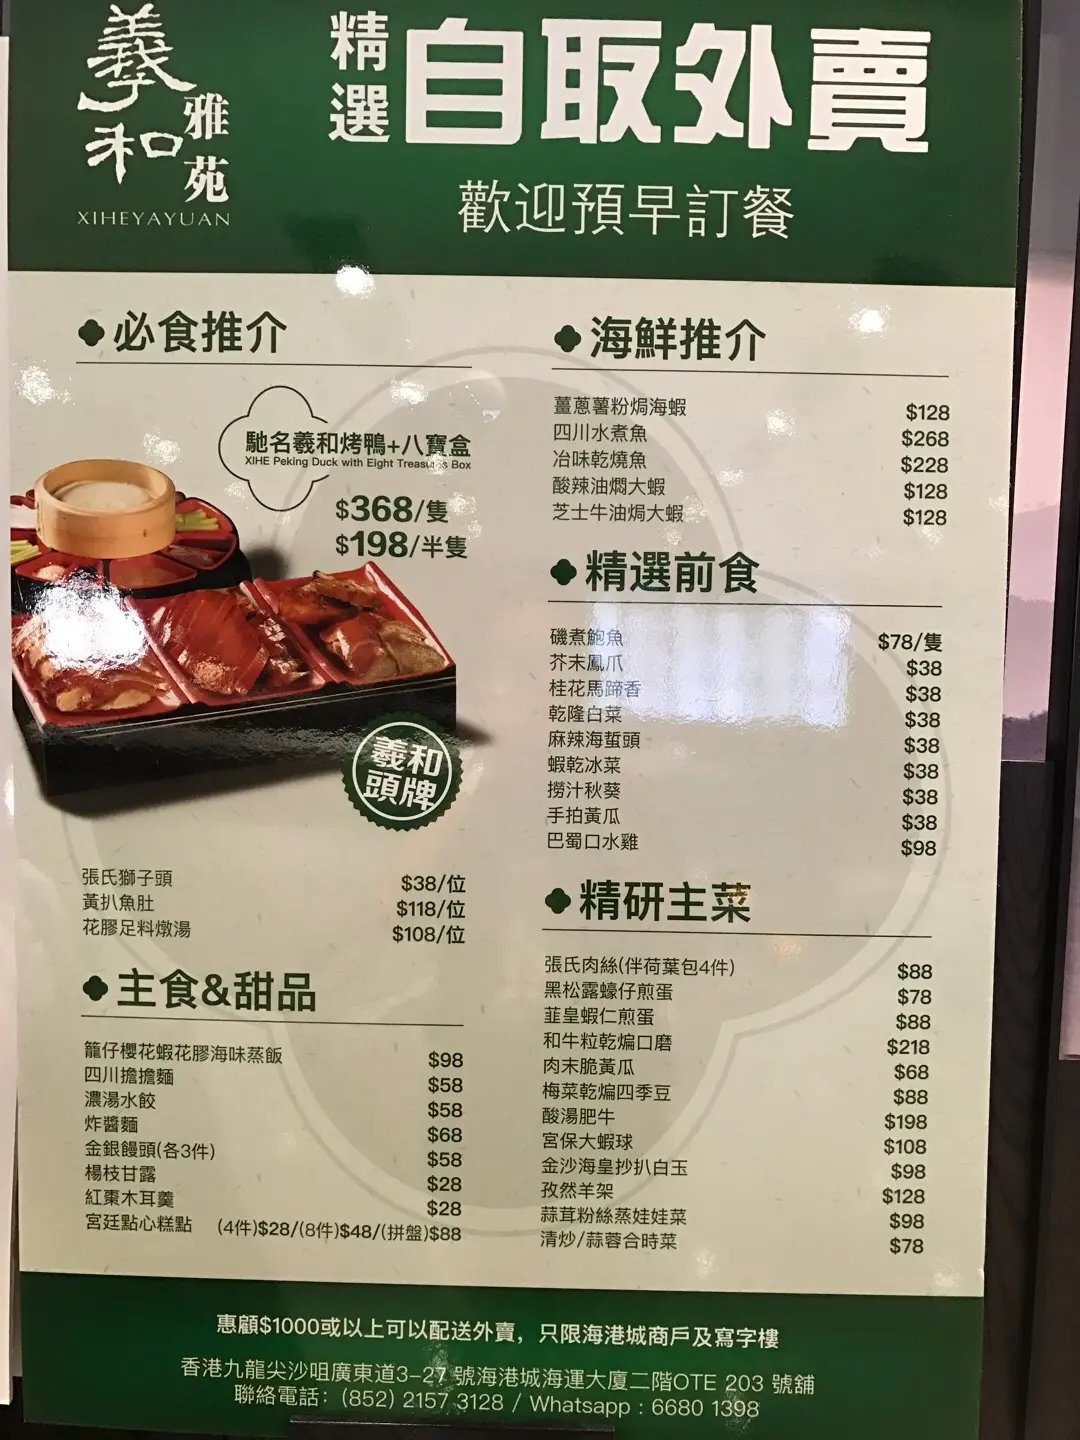 羲和
雅苑
XIHEYAYUAN
精選
自取外賣
歡迎預早訂餐
必食推介
馳名羲和烤鴨+八寶盒
XIHE Peking Duck with Eight Treasures Box
$368/隻
$198/半隻
羲和
頭牌
張氏獅子頭 $38/位
黃扒魚肚 $118/位
花膠足料燉湯 $108/位
主食&甜品
籠仔櫻花蝦花膠海味蒸飯 $98
四川擔擔麵 $58
濃湯水餃 $58
炸醬麵 $68
金銀饅頭(各3件) $58
楊枝甘露 $28
紅棗木耳羹 $28
宮廷點心糕點 (4件)$28/(8件)$48/(拼盤)$88
海鮮推介
薑蔥薯粉焗海蝦 $128
四川水煮魚 $268
冶味乾燒魚 $228
酸辣油燜大蝦 $128
芝士牛油焗大蝦 $128
精選前食
磯煮鮑魚 $78/隻
芥末鳳爪 $38
桂花馬蹄香 $38
乾隆白菜 $38
麻辣海蜇頭 $38
蝦乾冰菜 $38
撈汁秋葵 $38
手拍黃瓜 $38
巴蜀口水雞 $98
精研主菜
張氏肉絲(伴荷葉包4件) $88
黑松露蠔仔煎蛋 $78
韮皇蝦仁煎蛋 $88
和牛粒乾煸口磨 $218
肉末脆黃瓜 $68
梅菜乾煸四季豆 $88
酸湯肥牛 $198
宮保大蝦球 $108
金沙海皇抄扒白玉 $98
孜然羊架 $128
蒜茸粉絲蒸娃娃菜 $98
清炒/蒜蓉合時菜 $78
惠顧$1000或以上可以配送外賣，只限海港城商戶及寫字樓
香港九龍尖沙咀廣東道3-27 號海港城海運大廈二階OTE 203 號舖
聯絡電話：(852) 2157 3128 / Whatsapp : 6680 1398